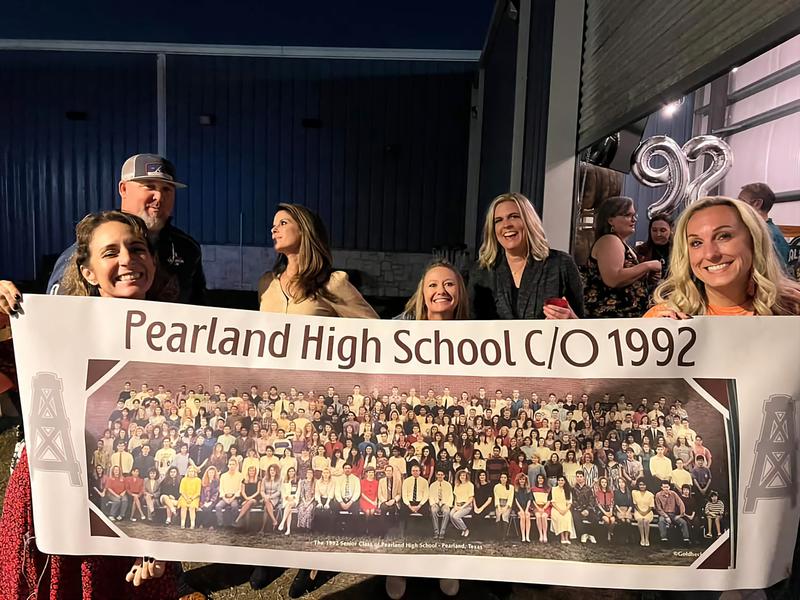 92
Pearland High School C/O 1992
The 1992 Senior Class of Pearland High School - Pearland, Texas